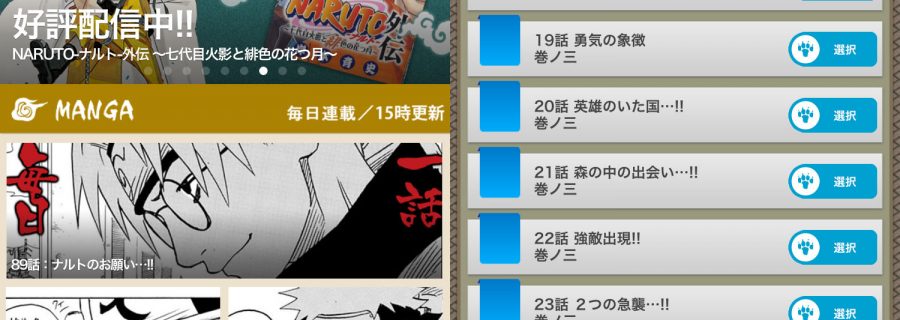 好評配信中!!
NARUTO-ナルト-外伝 〜七代目火影と緋色の花つ月〜
NARUTO
外伝
MANGA
毎日連載／15時更新
毎日
一話
89話：ナルトのお願い…!!
19話 勇気の象徴
巻ノ三
選択
20話 英雄のいた国…!!
巻ノ三
選択
21話 森の中の出会い…!!
巻ノ三
選択
22話 強敵出現!!
巻ノ三
選択
23話 2つの急襲…!!
巻ノ三
選択